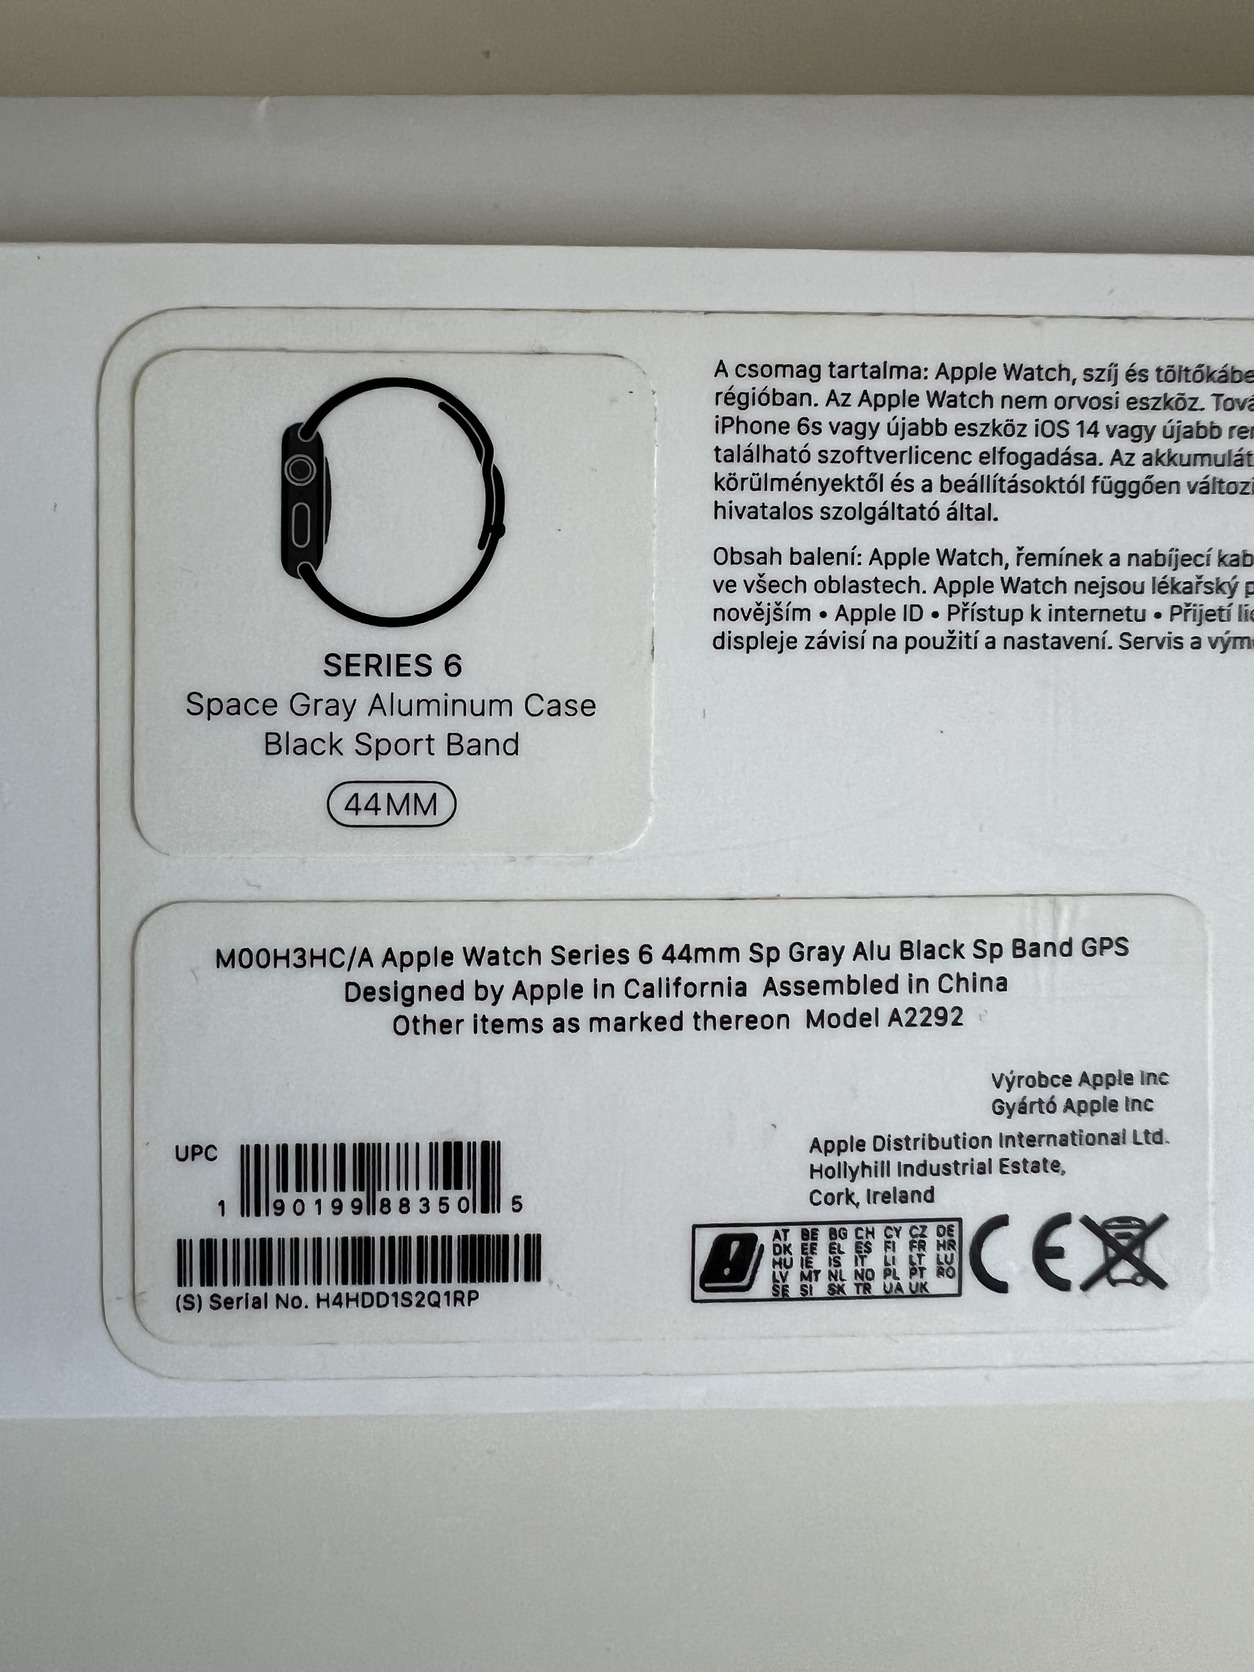 SERIES 6
Space Gray Aluminum Case
Black Sport Band
44MM
A csomag tartalma: Apple Watch, szíj és töltőkábe
régióban. Az Apple Watch nem orvosi eszköz. Tová
iPhone 6s vagy újabb eszköz iOS 14 vagy újabb ren
található szoftverlicenc elfogadása. Az akkumulát
körülményektől és a beállításoktól függően változi
hivatalos szolgáltató által.
Obsah balení: Apple Watch, řemínek a nabíjecí kab
ve všech oblastech. Apple Watch nejsou lékařský p
novějším • Apple ID • Přístup k internetu • Přijetí lic
displeje závisí na použití a nastavení. Servis a vým
M00H3HC/A Apple Watch Series 6 44mm Sp Gray Alu Black Sp Band GPS
Designed by Apple in California Assembled in China
Other items as marked thereon Model A2292
Výrobce Apple Inc
Gyártó Apple Inc
Apple Distribution International Ltd.
Hollyhill Industrial Estate,
Cork, Ireland
UPC
1 90199 88350 5
(S) Serial No. H4HDD1S2Q1RP
AT BE BG CH CY CZ DE
DK EE EL ES FI FR HR
HU IE IS IT LI LT LU
LV MT NL NO PL PT RO
SE SI SK TR UA UK
CE